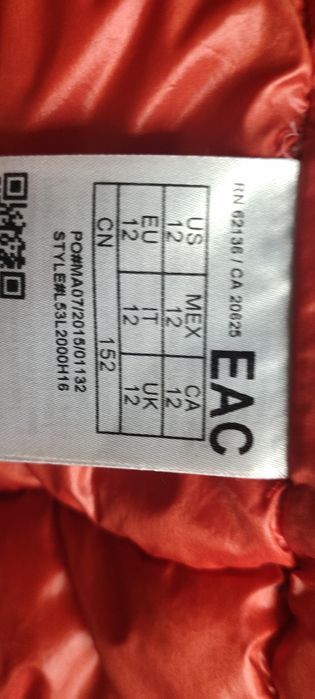 RN 62136 / CA 20625
EAC
US MEX CA
12 12 12
EU IT UK
12 12 12
CN 152
PO#MA07/2015/01132
STYLE#L53L2000H16